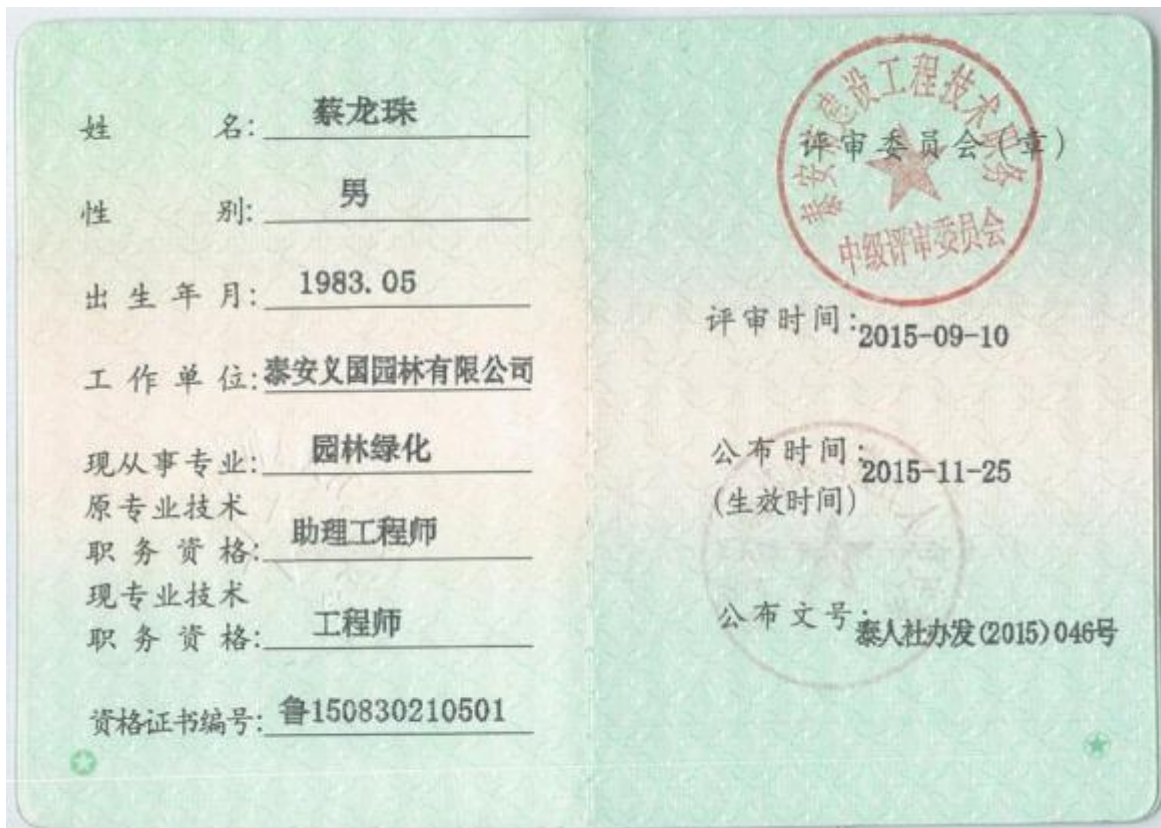 姓 名: 蔡龙珠
性 别: 男
出生年月: 1983.05
工作单位: 泰安义国园林有限公司
现从事专业: 园林绿化
原专业技术
职务资格: 助理工程师
现专业技术
职务资格: 工程师
资格证书编号: 鲁150830210501
泰安市建设工程技术职务
评审委员会(章)
中级评审委员会
评审时间: 2015-09-10
公布时间: 2015-11-25
(生效时间)
公布文号: 泰人社办发(2015)046号